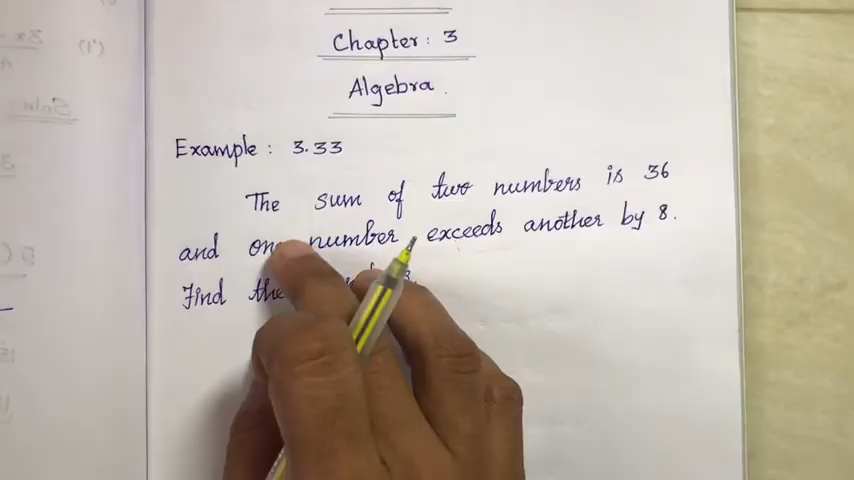 Chapter : 3
Algebra.
Example : 3.33
The sum of two numbers is 36
and one number exceeds another by 8.
Find the